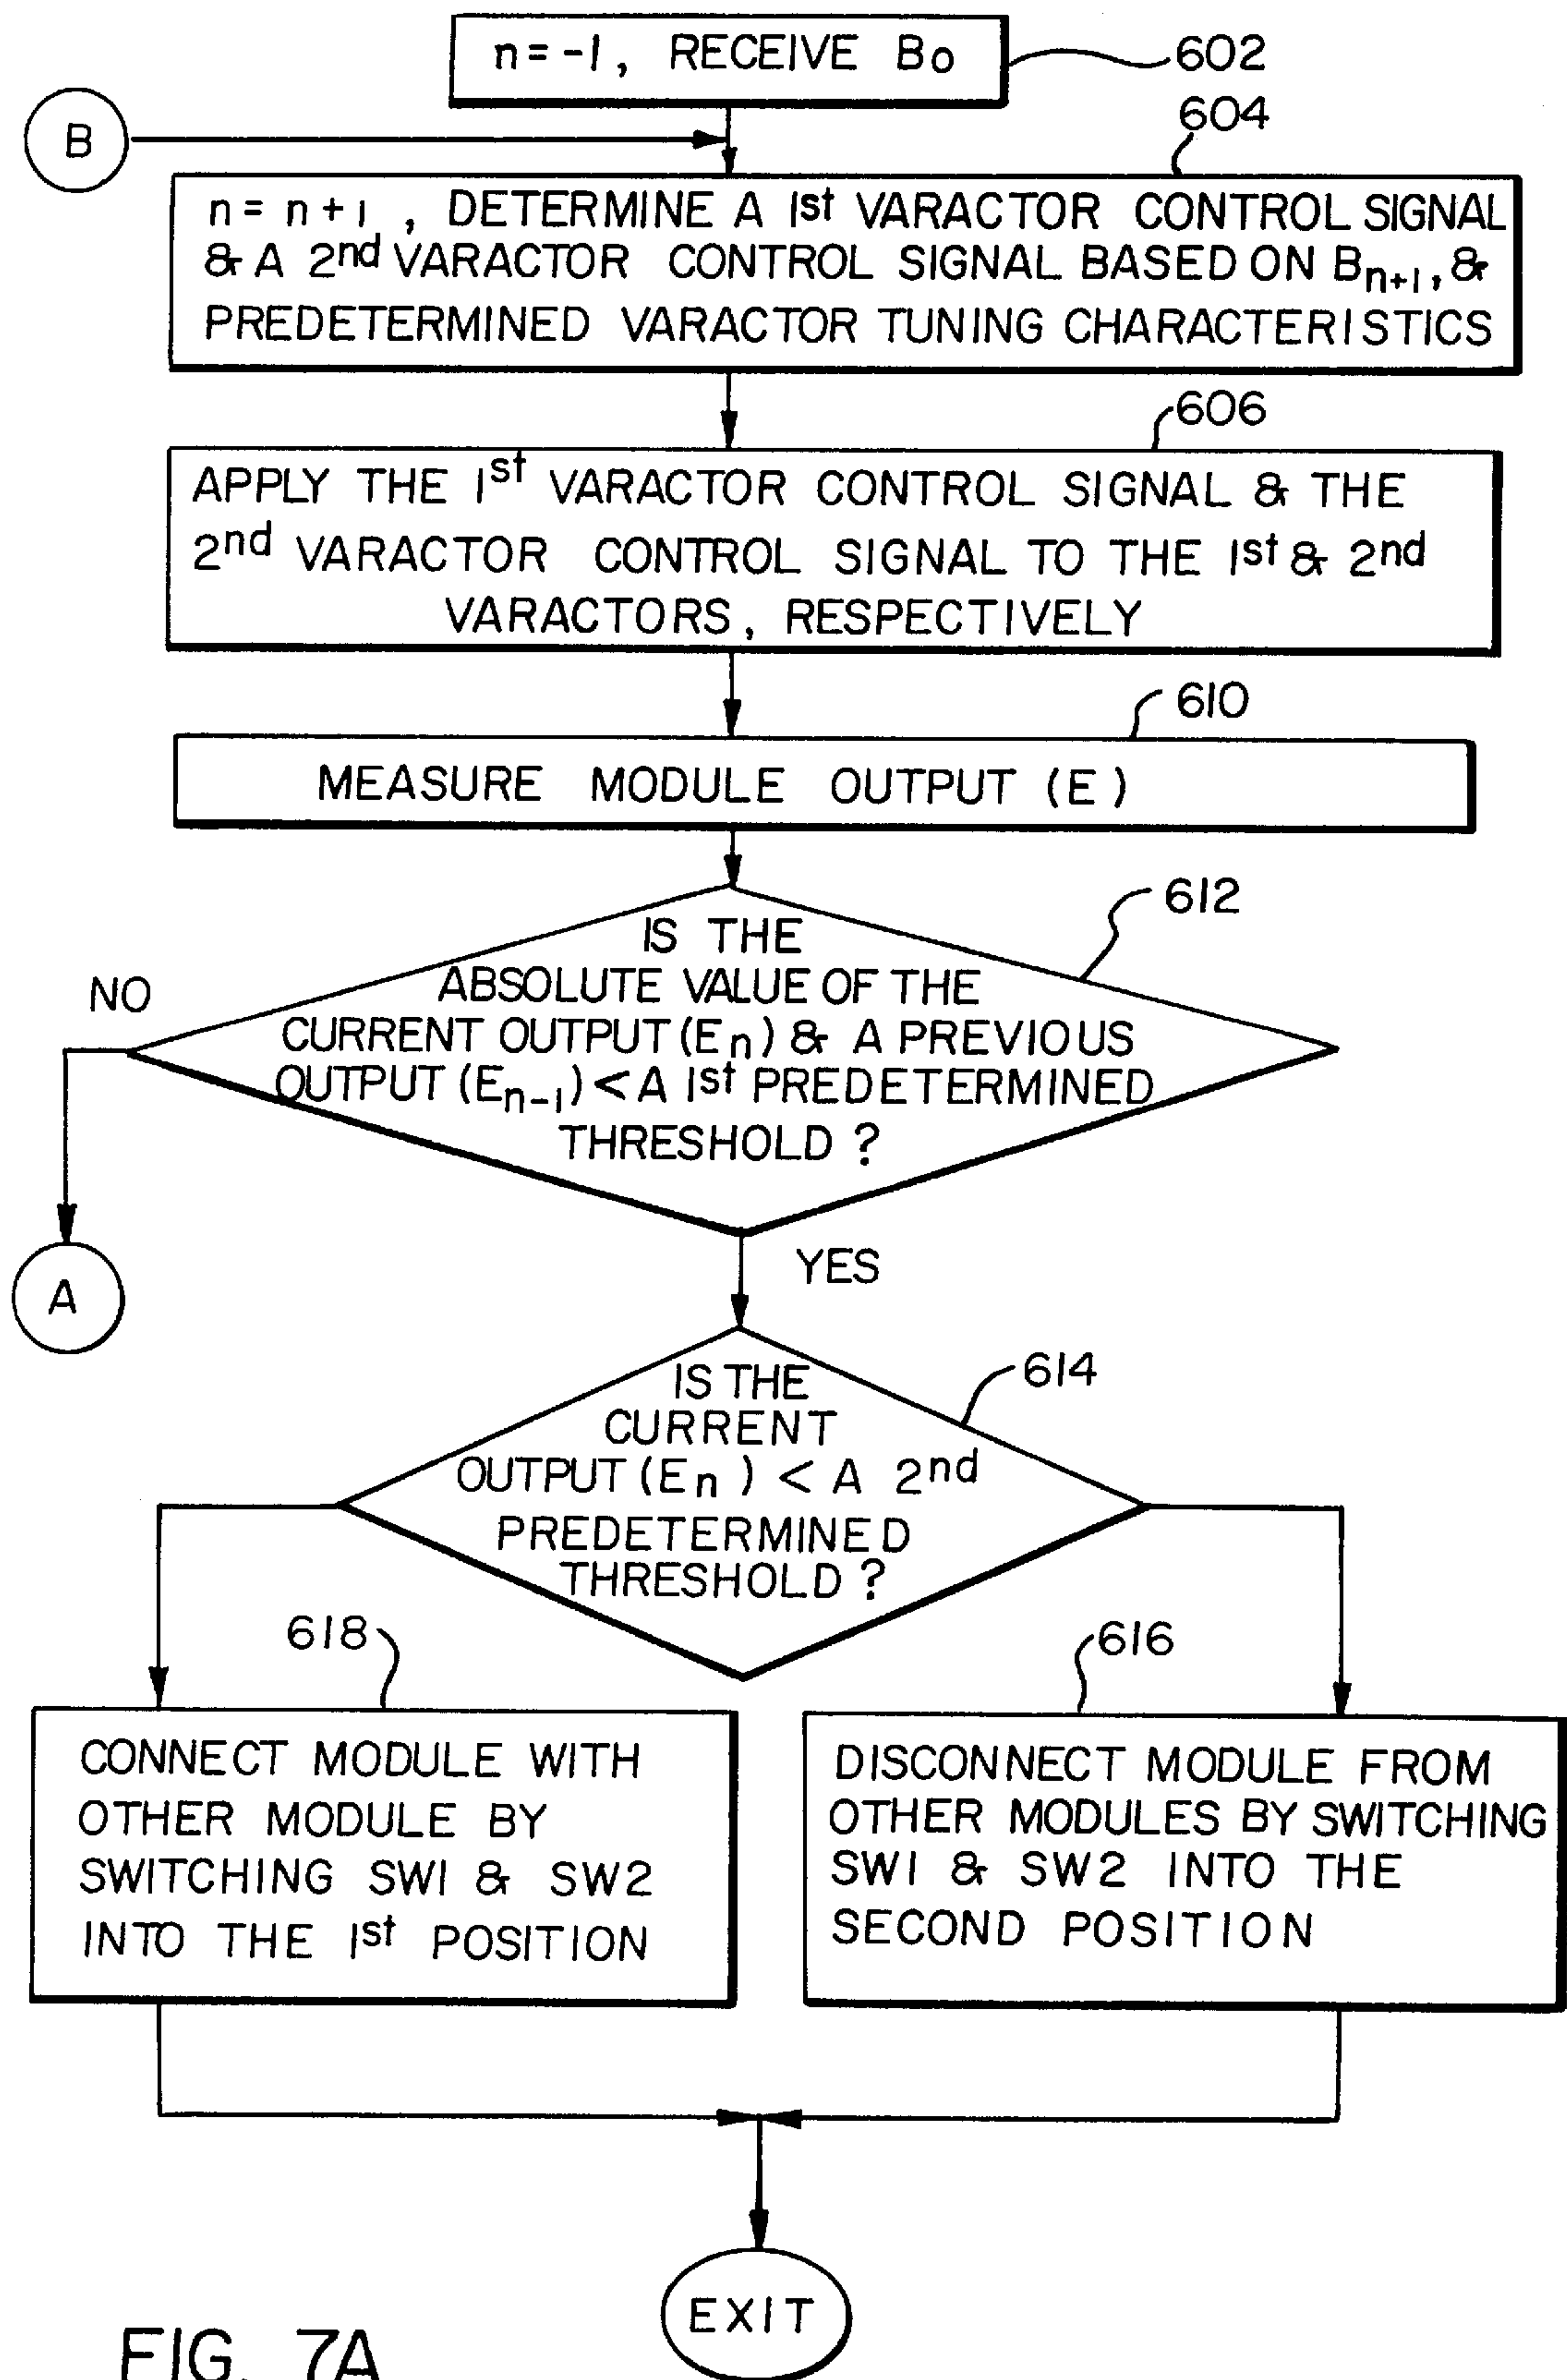 n = -1, RECEIVE B0
602
B
604
n = n+1 , DETERMINE A 1st VARACTOR CONTROL SIGNAL
& A 2nd VARACTOR CONTROL SIGNAL BASED ON Bn+1, &
PREDETERMINED VARACTOR TUNING CHARACTERISTICS
606
APPLY THE 1st VARACTOR CONTROL SIGNAL & THE
2nd VARACTOR CONTROL SIGNAL TO THE 1st & 2nd
VARACTORS, RESPECTIVELY
610
MEASURE MODULE OUTPUT (E)
612
IS THE
ABSOLUTE VALUE OF THE
CURRENT OUTPUT (En) & A PREVIOUS
OUTPUT (En-1) < A 1st PREDETERMINED
THRESHOLD ?
NO
A
YES
614
IS THE
CURRENT
OUTPUT (En) < A 2nd
PREDETERMINED
THRESHOLD ?
618
CONNECT MODULE WITH
OTHER MODULE BY
SWITCHING SW1 & SW2
INTO THE 1st POSITION
616
DISCONNECT MODULE FROM
OTHER MODULES BY SWITCHING
SW1 & SW2 INTO THE
SECOND POSITION
EXIT
FIG. 7A